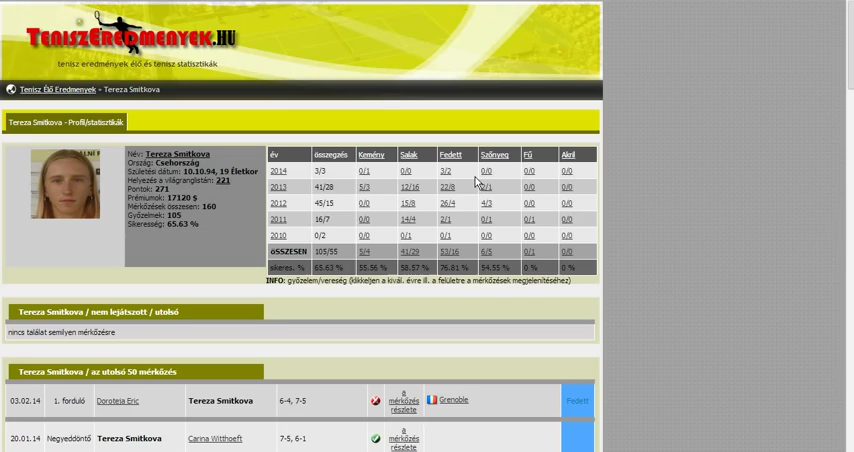 TeniszEredmenyek.hu
tenisz eredmények élő és tenisz statisztikák
Tenisz Élő Eredmenyek » Tereza Smitkova
Tereza Smitkova - Profil/statisztikák
Név: Tereza Smitkova
Ország: Csehország
Születési dátum: 10.10.94, 19 Életkor
Helyezés a világranglistán: 221
Pontok: 271
Prémiumok: 17120 $
Mérkőzések összesen: 160
Győzelmek: 105
Sikeresség: 65.63 %
év összegzés Kemény Salak Fedett Szőnyeg Fű Akril
2014 3/3 0/1 0/0 3/2 0/0 0/0 0/0
2013 41/28 5/3 12/16 22/8 2/1 0/0 0/0
2012 45/15 0/0 15/8 26/4 4/3 0/0 0/0
2011 16/7 0/0 14/4 2/1 0/1 0/1 0/0
2010 0/2 0/0 0/1 0/1 0/0 0/0 0/0
öSSZESEN 105/55 5/4 41/29 53/16 6/5 0/1 0/0
sikeres. % 65.63 % 55.56 % 58.57 % 76.81 % 54.55 % 0 % 0 %
INFO: győzelem/vereség (klikkeljen a kivál. évre ill. a felületre a mérkőzések megjelenítéséhez)
Tereza Smitkova / nem lejátszott / utolsó
nincs találat semilyen mérkőzésre
Tereza Smitkova / az utolsó 50 mérkőzés
03.02.14 1. forduló Doroteja Eric Tereza Smitkova 6-4, 7-5 a mérkőzés részlete Grenoble Fedett
20.01.14 Negyeddöntő Tereza Smitkova Carina Witthoeft 7-5, 6-1 a mérkőzés részlete